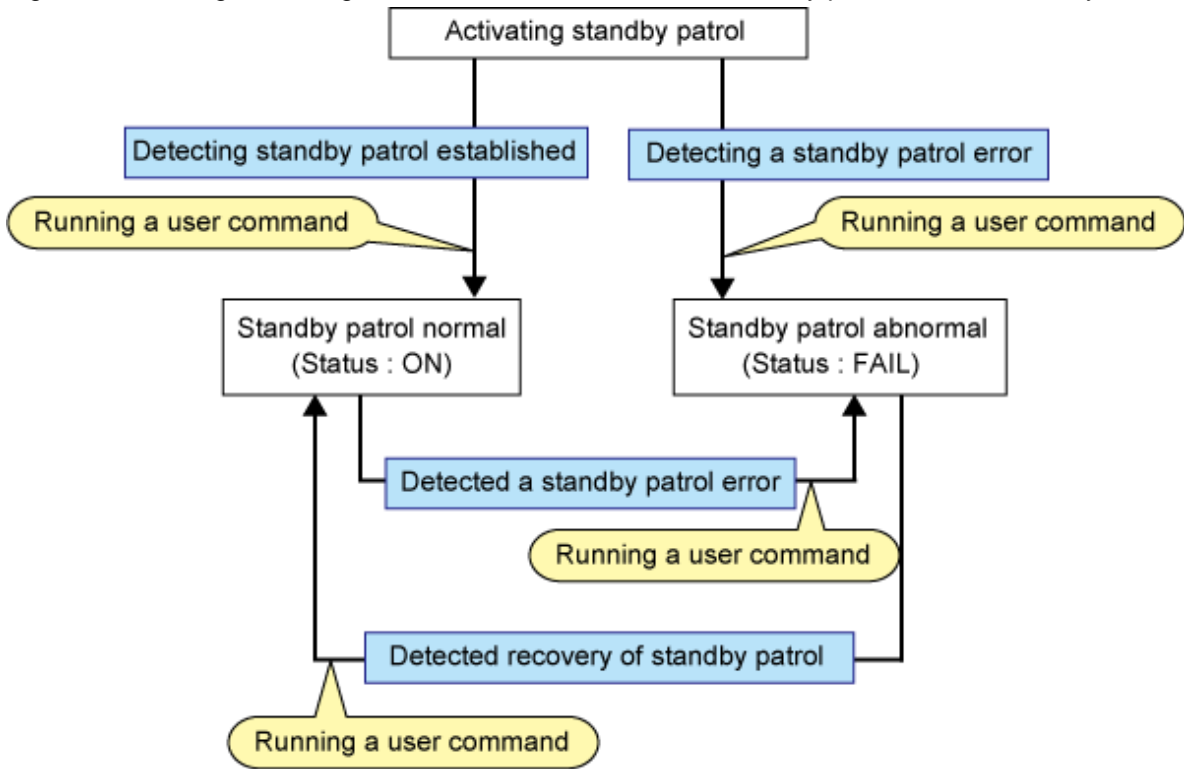 Activating standby patrol
Detecting standby patrol established
Detecting a standby patrol error
Running a user command
Running a user command
Standby patrol normal
(Status : ON)
Standby patrol abnormal
(Status : FAIL)
Detected a standby patrol error
Running a user command
Detected recovery of standby patrol
Running a user command